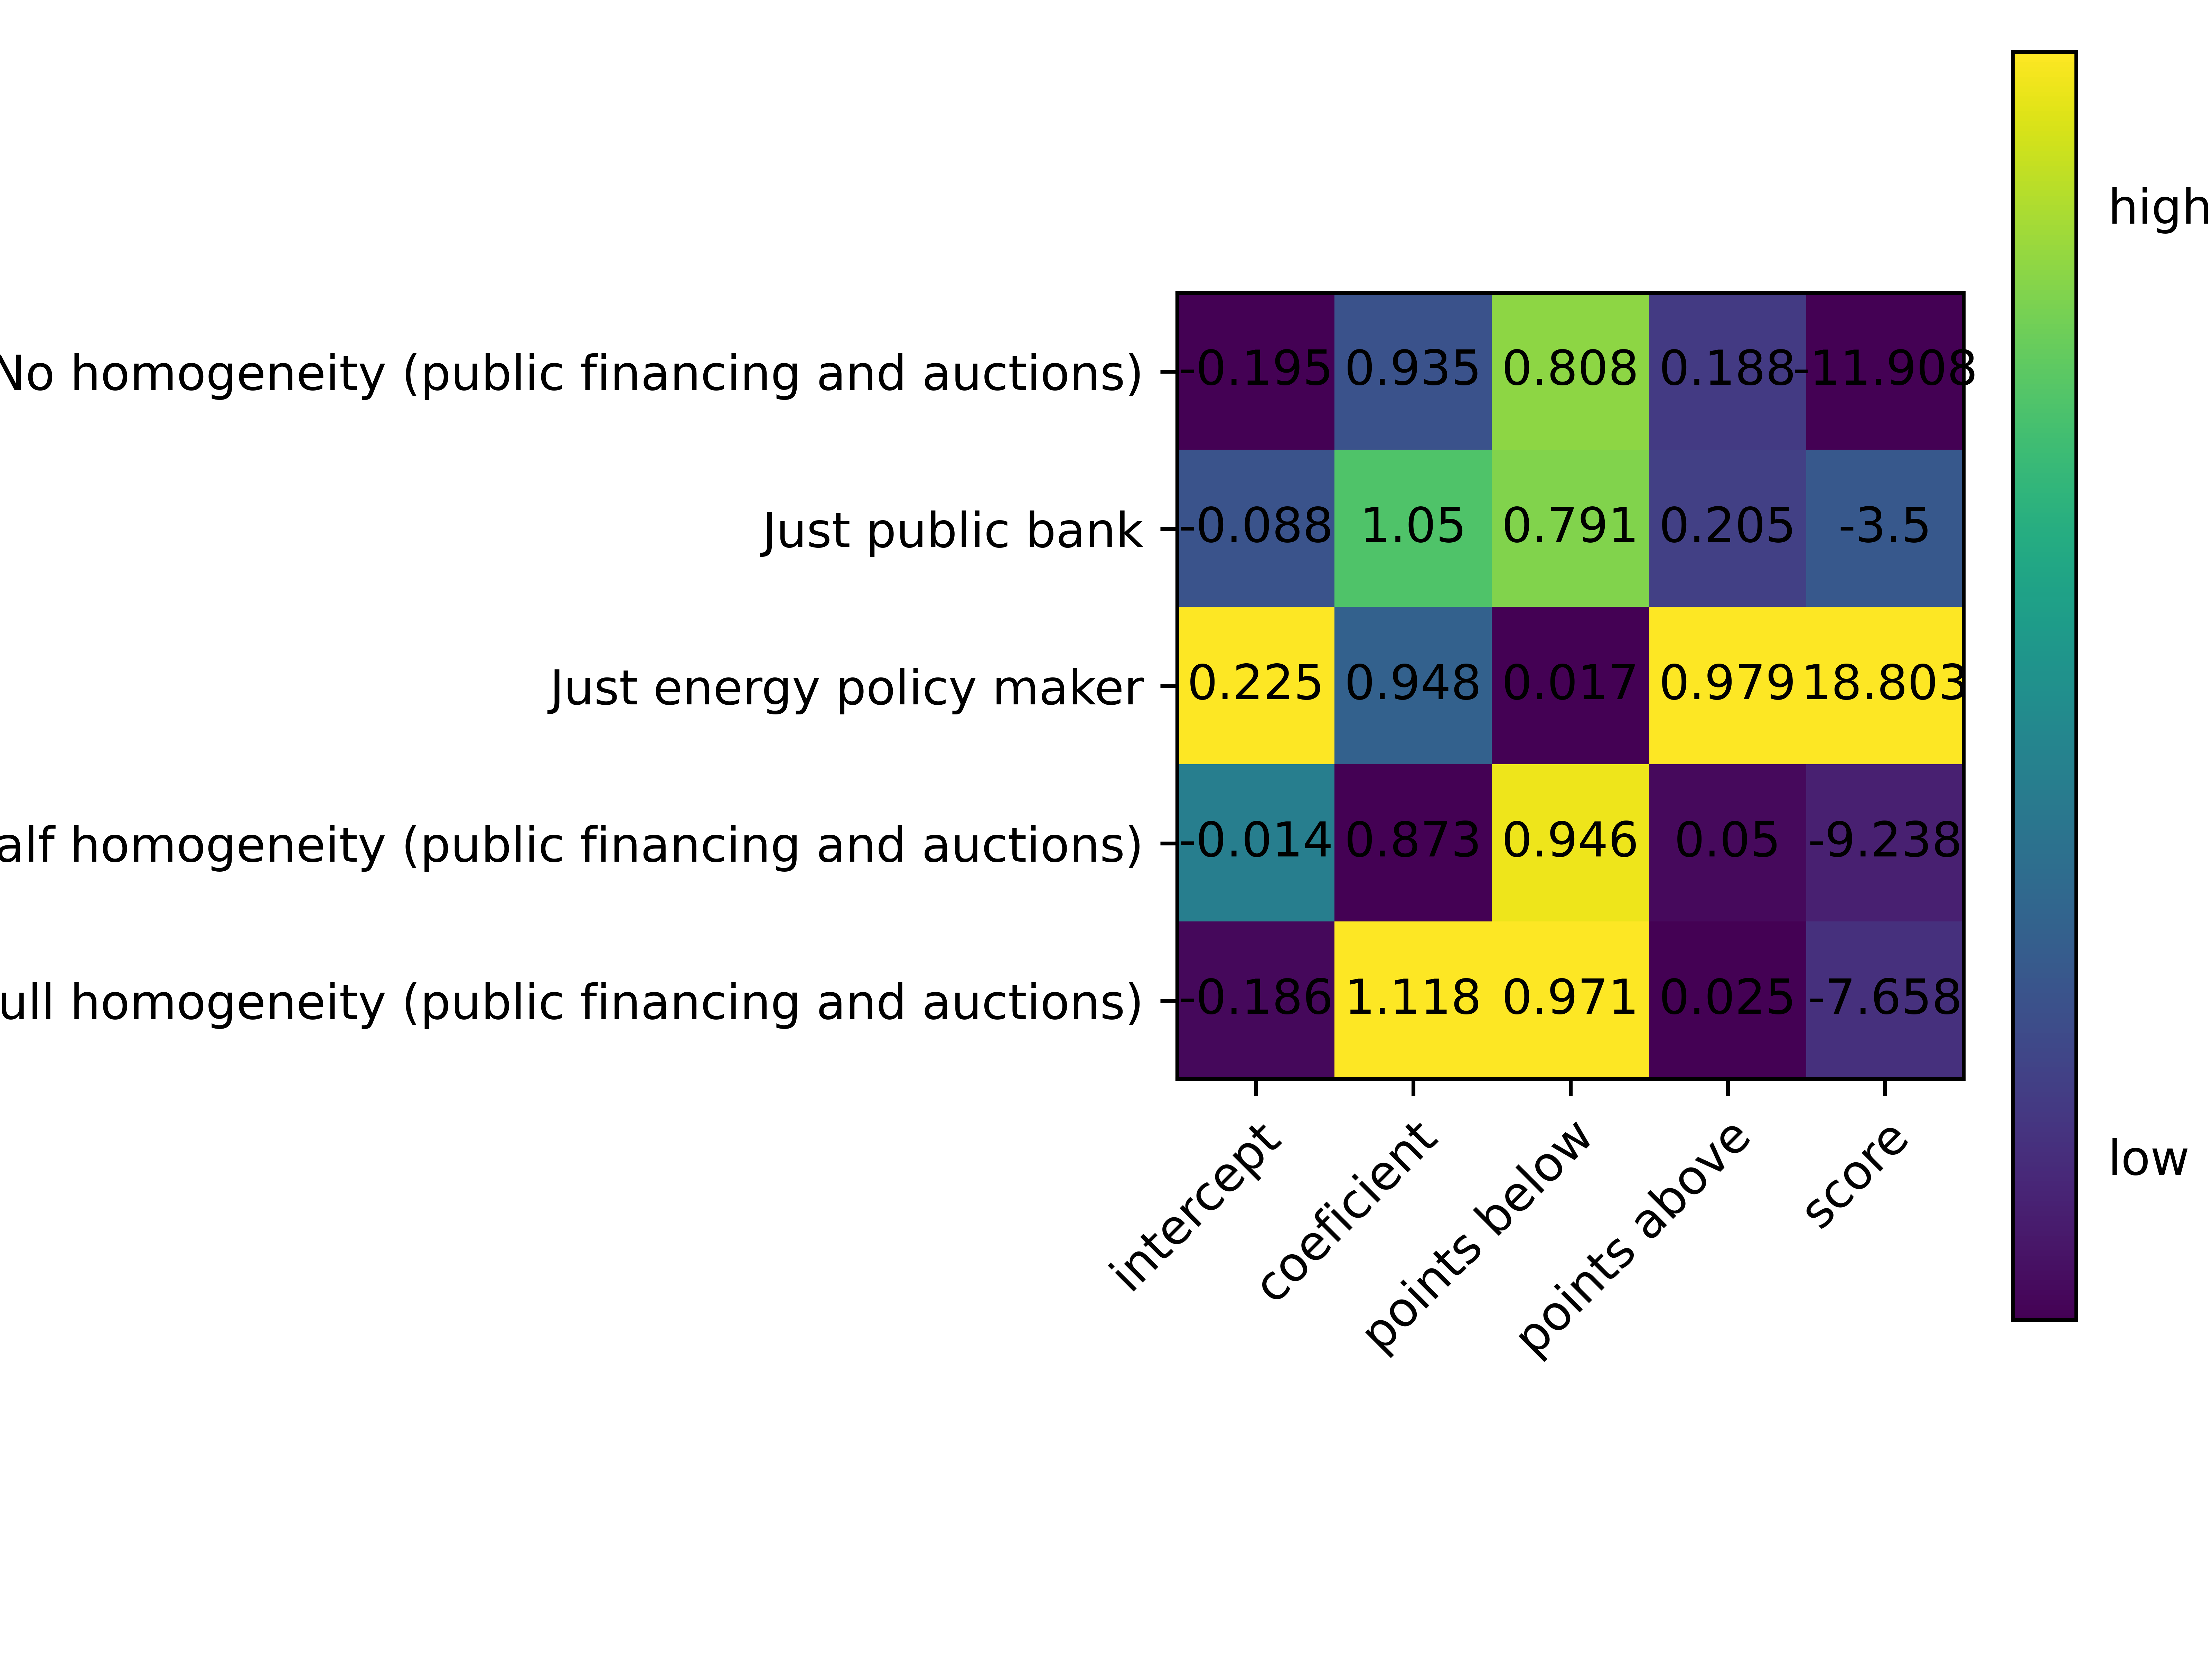 high
No homogeneity (public financing and auctions) -0.195 0.935 0.808 0.188 -11.908
Just public bank -0.088 1.05 0.791 0.205 -3.5
Just energy policy maker 0.225 0.948 0.017 0.979 18.803
alf homogeneity (public financing and auctions) -0.014 0.873 0.946 0.05 -9.238
ull homogeneity (public financing and auctions) -0.186 1.118 0.971 0.025 -7.658
low
intercept coeficient points below points above score